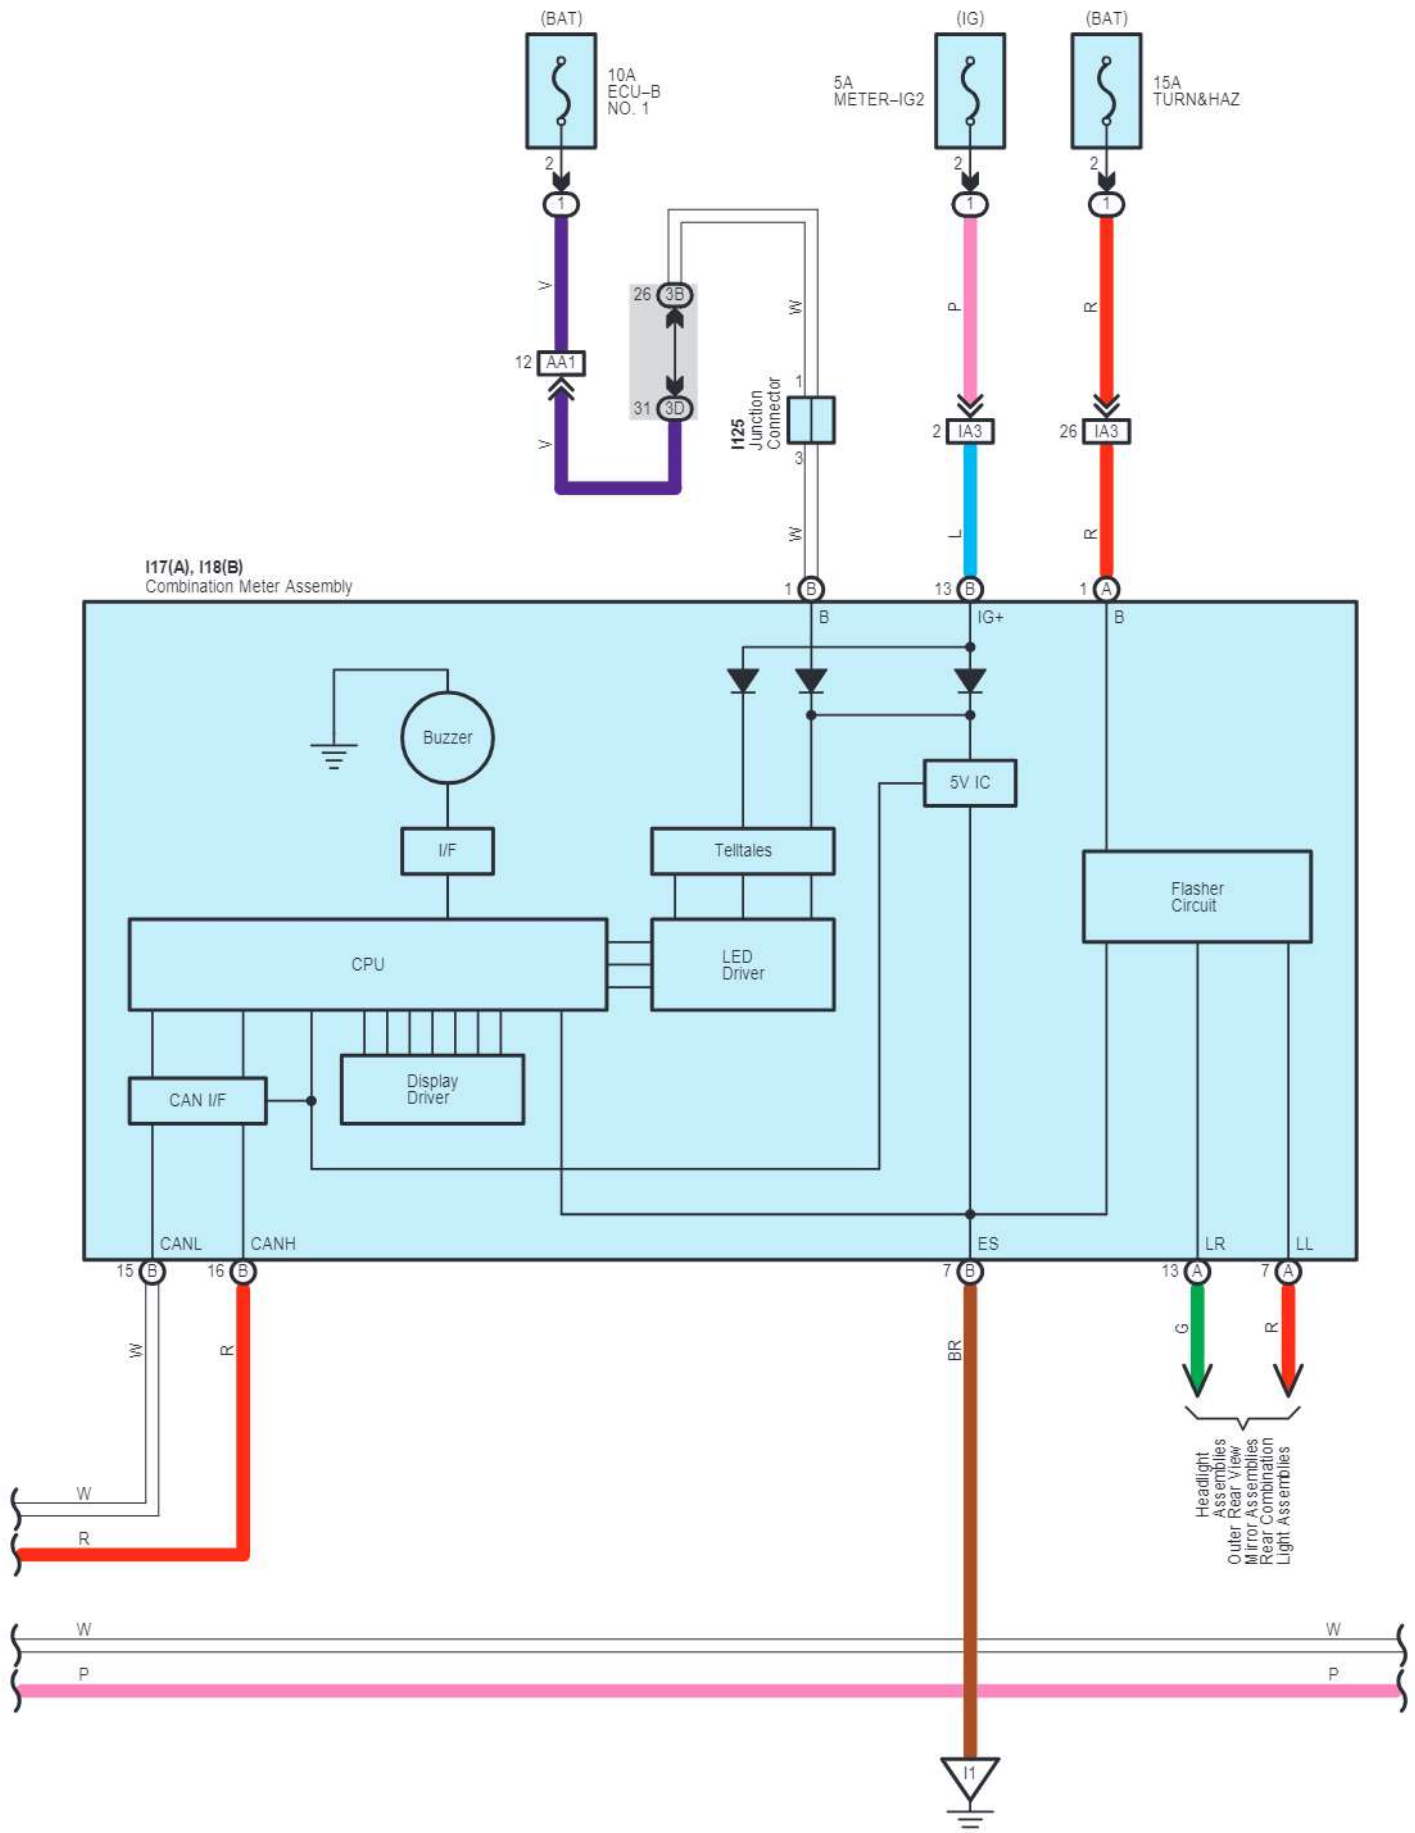 (BAT)
(IG)
(BAT)
10A
ECU–B
NO. 1
5A
METER–IG2
15A
TURN&HAZ
2
2
2
1
1
1
V
26
3B
W
P
R
12
AA1
1
31
3D
I125
Junction
Connector
2
IA3
26
IA3
V
3
W
L
R
I17(A), I18(B)
Combination Meter Assembly
1
B
13
B
1
A
B
IG+
B
Buzzer
5V IC
I/F
Telltales
Flasher
Circuit
CPU
LED
Driver
CAN I/F
Display
Driver
CANL
CANH
ES
LR
LL
15
B
16
B
7
B
13
A
7
A
W
R
BR
G
R
Headlight
Assemblies
Outer Rear View
Mirror Assemblies
Rear Combination
Light Assemblies
W
R
W
W
P
P
I1